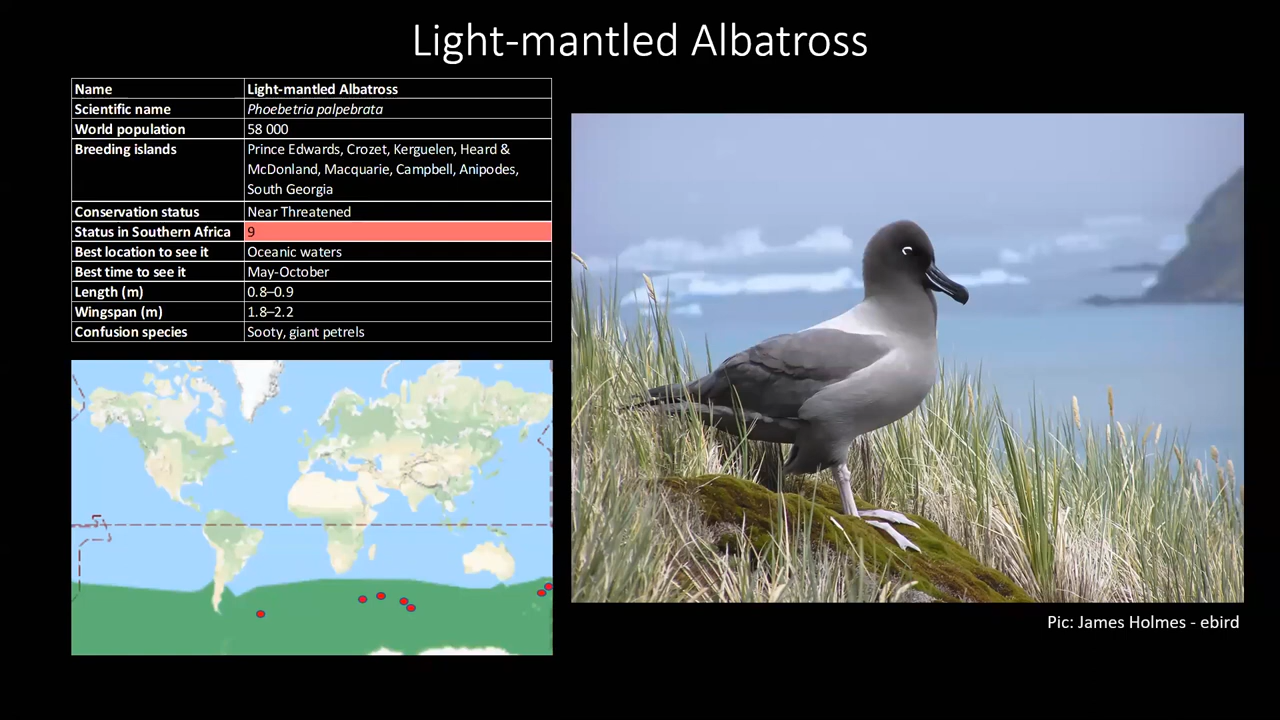 Light-mantled Albatross
Name Light-mantled Albatross
Scientific name Phoebetria palpebrata
World population 58 000
Breeding islands Prince Edwards, Crozet, Kerguelen, Heard &
McDonland, Macquarie, Campbell, Anipodes,
South Georgia
Conservation status Near Threatened
Status in Southern Africa 9
Best location to see it Oceanic waters
Best time to see it May-October
Length (m) 0.8–0.9
Wingspan (m) 1.8–2.2
Confusion species Sooty, giant petrels
Pic: James Holmes - ebird